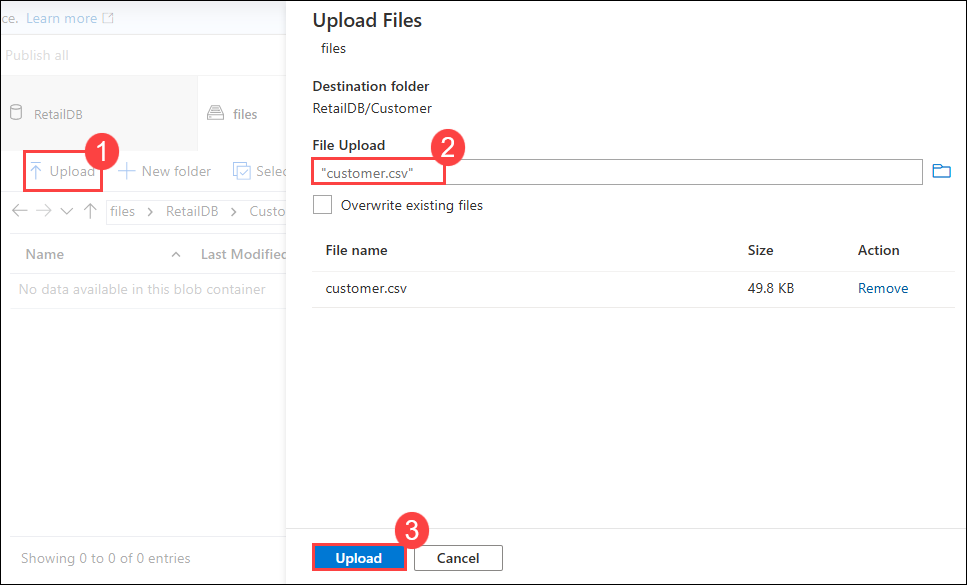 ce. Learn more
Publish all
RetailDB
files
1
Upload
New folder
Selec
files > RetailDB > Custo
Name
Last Modified
No data available in this blob container
Showing 0 to 0 of 0 entries
Upload Files
files
Destination folder
RetailDB/Customer
File Upload
2
"customer.csv"
Overwrite existing files
File name Size Action
customer.csv 49.8 KB Remove
3
Upload Cancel